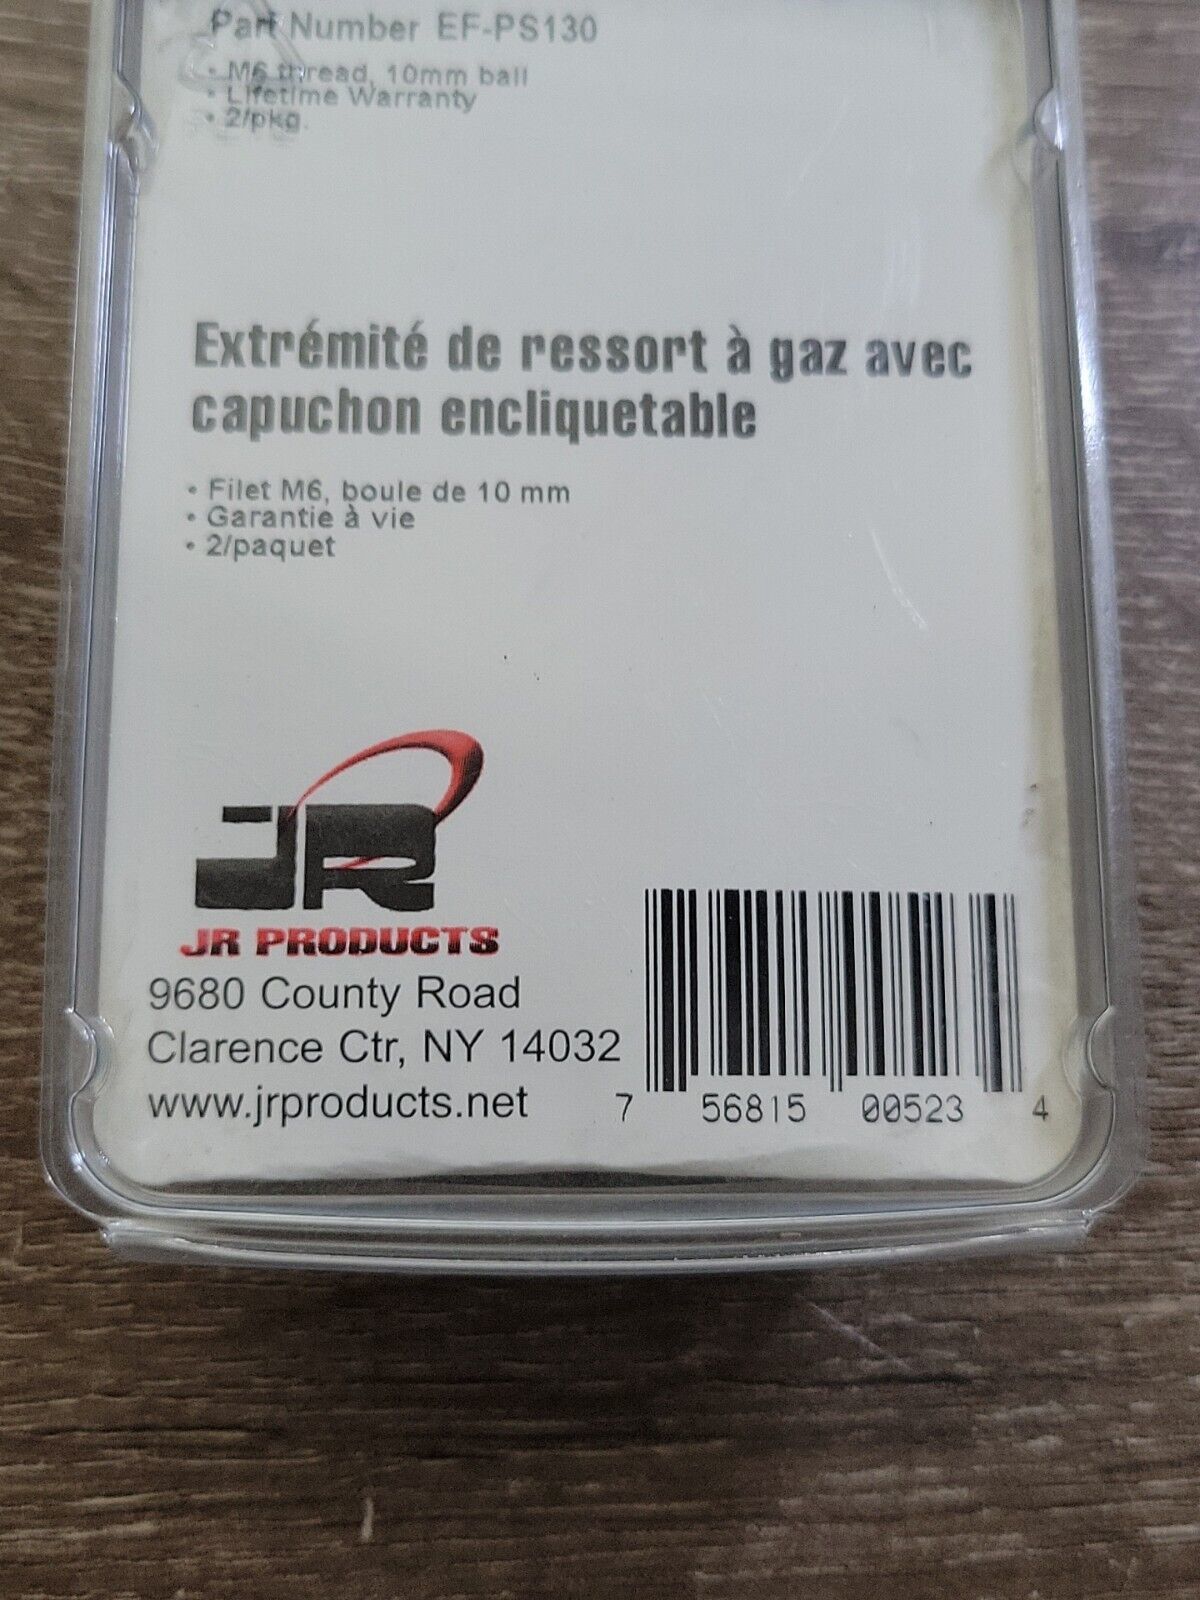 Part Number EF-PS130
• M6 thread, 10mm ball
• Lifetime Warranty
• 2/pkg.
Extrémité de ressort à gaz avec
capuchon encliquetable
• Filet M6, boule de 10 mm
• Garantie à vie
• 2/paquet
JR
JR PRODUCTS
9680 County Road
Clarence Ctr, NY 14032
www.jrproducts.net
7 56815 00523 4